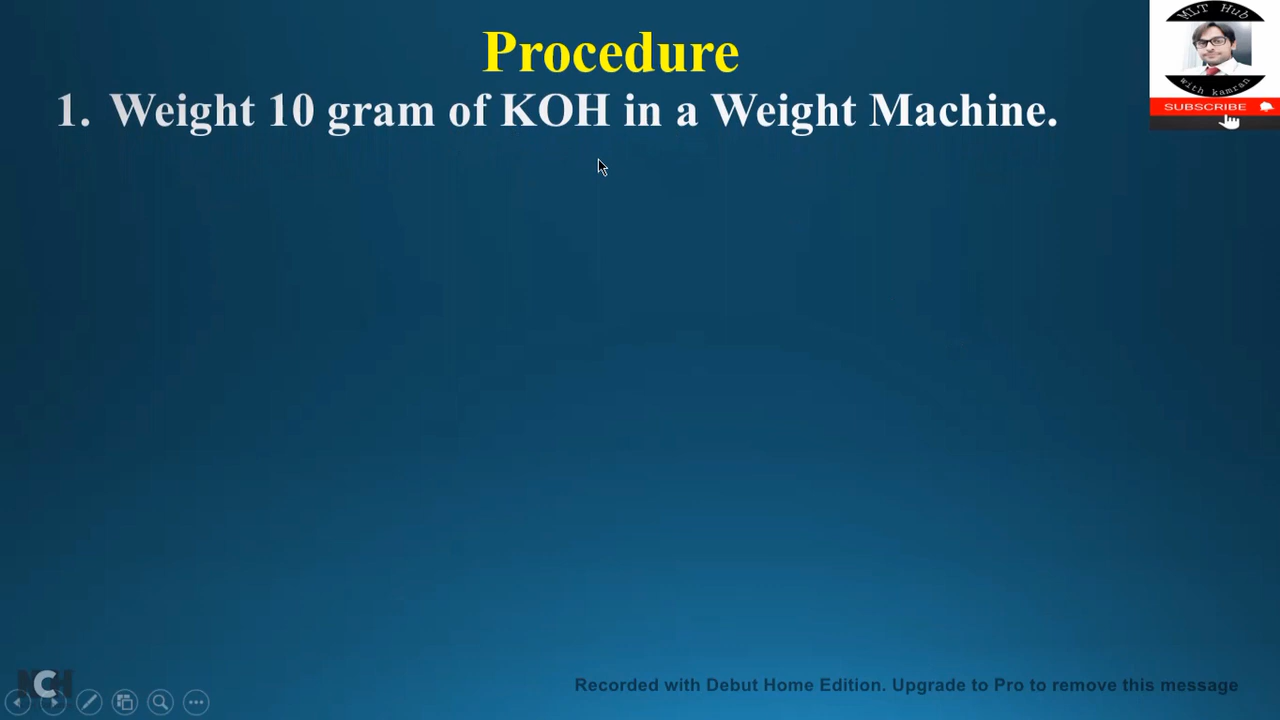 MLT Hub
Procedure
1. Weight 10 gram of KOH in a Weight Machine.
with kamran
SUBSCRIBE
Recorded with Debut Home Edition. Upgrade to Pro to remove this message